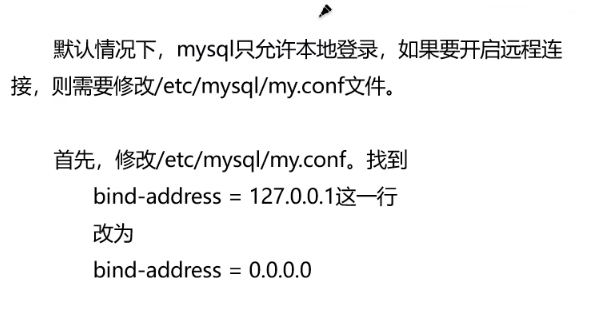 默认情况下，mysql只允许本地登录，如果要开启远程连
接，则需要修改/etc/mysql/my.conf文件。
首先，修改/etc/mysql/my.conf。找到
bind-address = 127.0.0.1这一行
改为
bind-address = 0.0.0.0